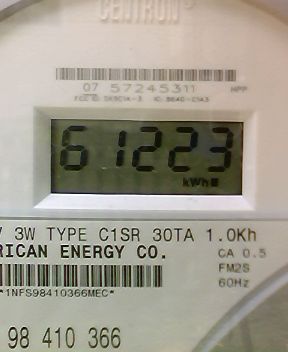 CENTRON®
07 57245311
61223
kWh
3W TYPE C1SR 30TA 1.0Kh
RICAN ENERGY CO.
CA 0.5
FM2S
60Hz
*1NFS98410366MEC*
98 410 366